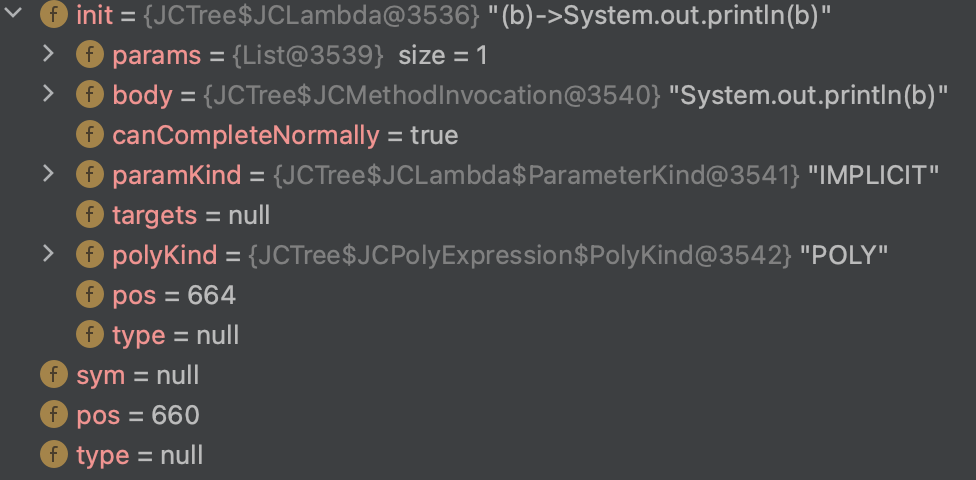 init = {JCTree$JCLambda@3536} "(b)->System.out.println(b)"
f params = {List@3539} size = 1
f body = {JCTree$JCMethodInvocation@3540} "System.out.println(b)"
f canCompleteNormally = true
f paramKind = {JCTree$JCLambda$ParameterKind@3541} "IMPLICIT"
f targets = null
f polyKind = {JCTree$JCPolyExpression$PolyKind@3542} "POLY"
f pos = 664
f type = null
f sym = null
f pos = 660
f type = null